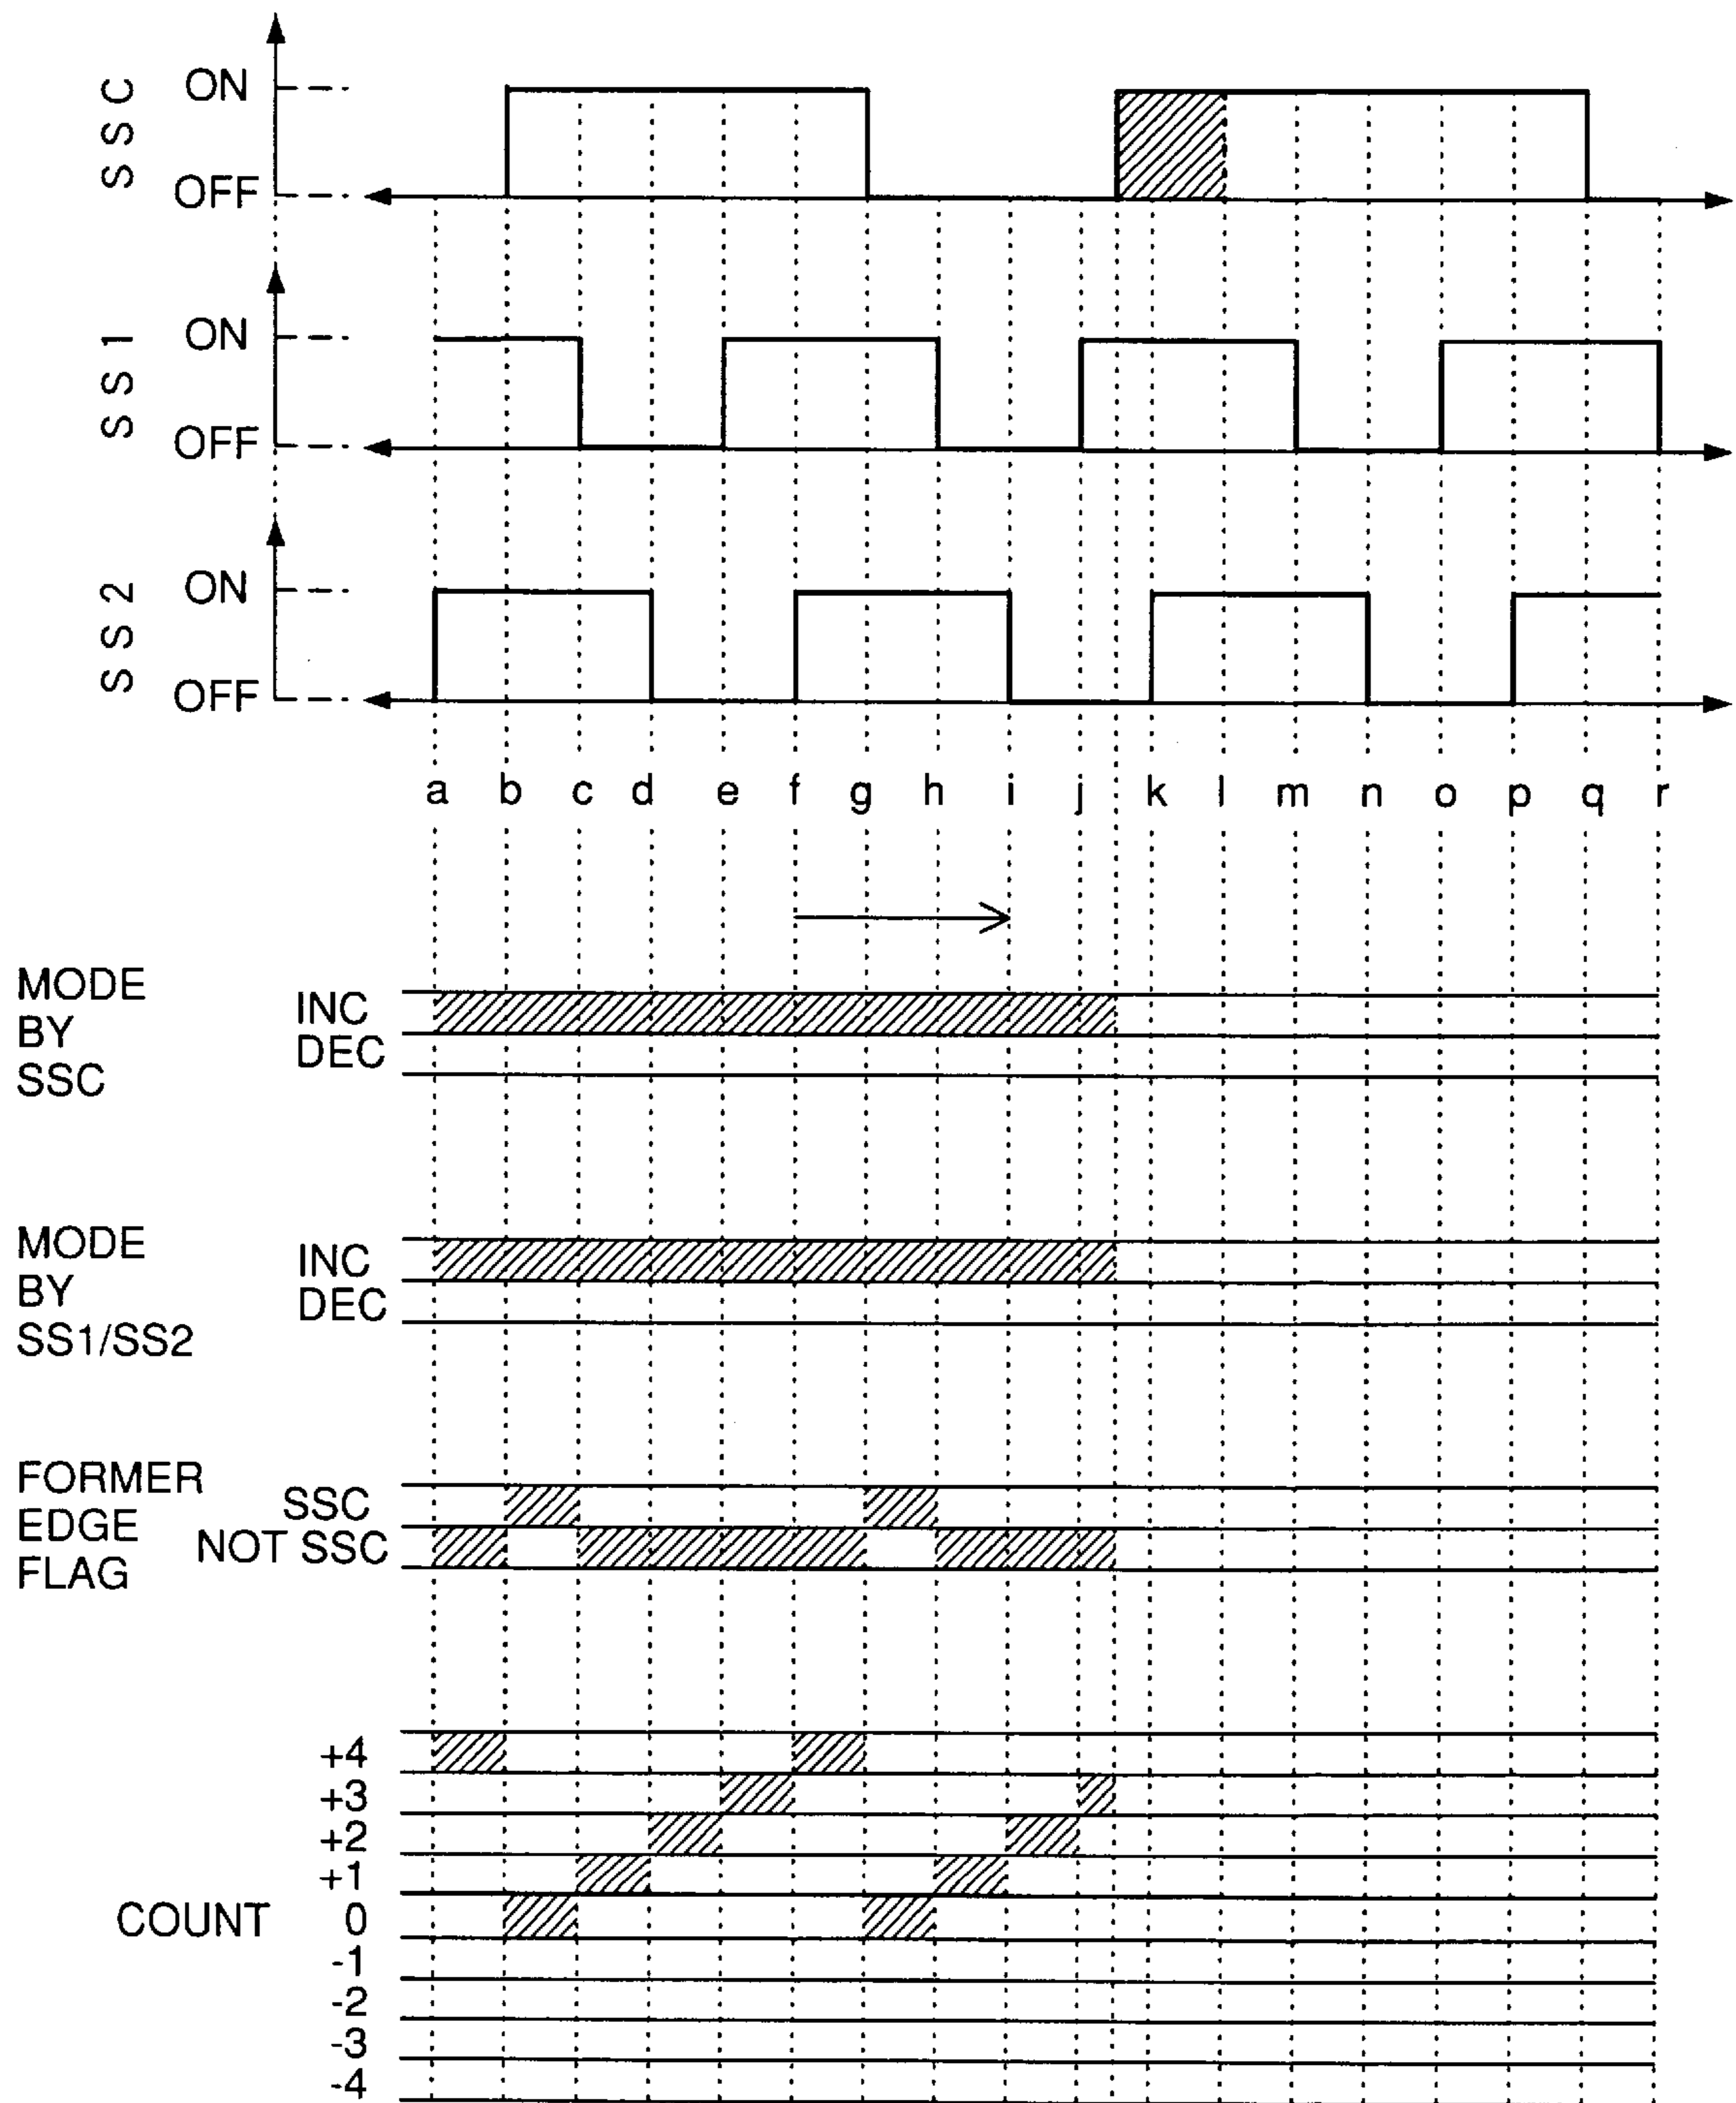 SSC
ON
OFF
SS1
ON
OFF
SS2
ON
OFF
a b c d e f g h i j k l m n o p q r
MODE
BY
SSC
INC
DEC
MODE
BY
SS1/SS2
INC
DEC
FORMER
EDGE
FLAG
SSC
NOT SSC
COUNT
+4
+3
+2
+1
0
-1
-2
-3
-4